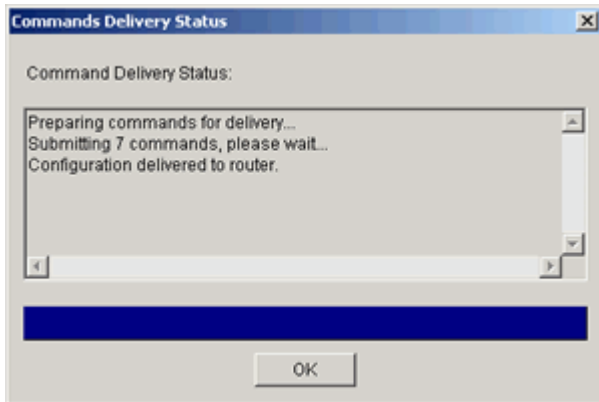 Commands Delivery Status
Command Delivery Status:
Preparing commands for delivery...
Submitting 7 commands, please wait...
Configuration delivered to router.
OK